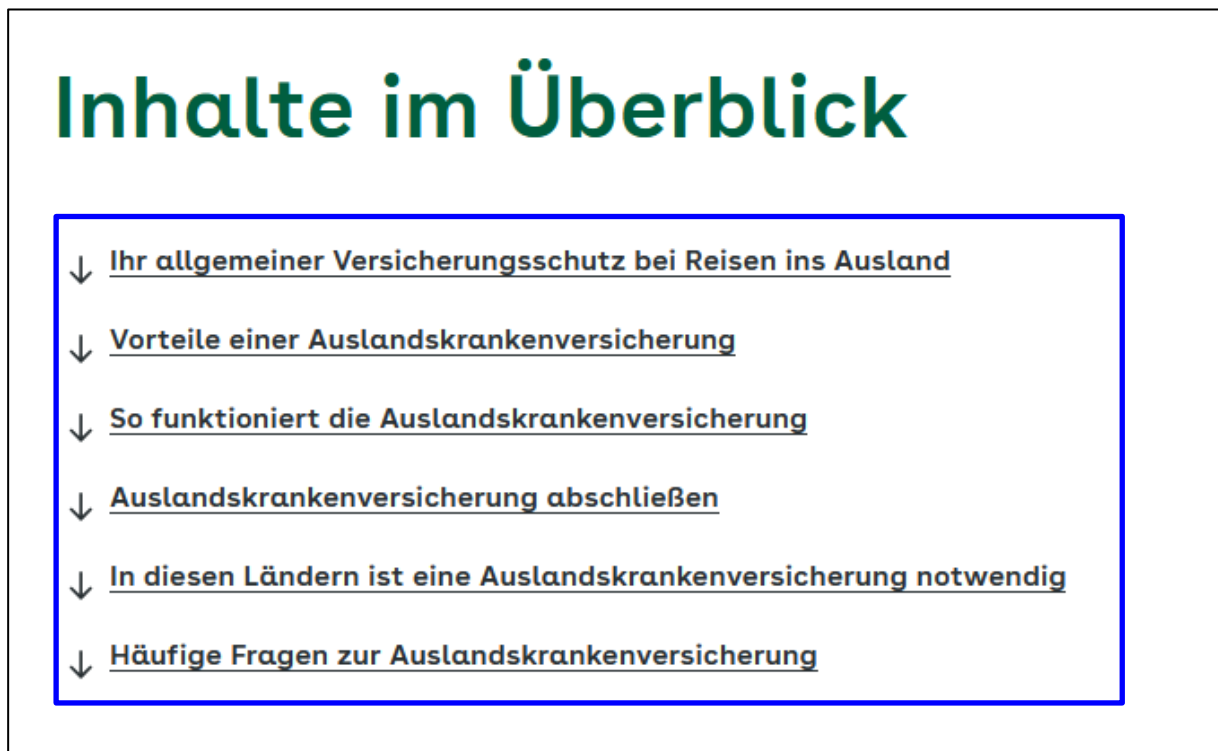 Inhalte im Überblick
↓ Ihr allgemeiner Versicherungsschutz bei Reisen ins Ausland
↓ Vorteile einer Auslandskrankenversicherung
↓ So funktioniert die Auslandskrankenversicherung
↓ Auslandskrankenversicherung abschließen
↓ In diesen Ländern ist eine Auslandskrankenversicherung notwendig
↓ Häufige Fragen zur Auslandskrankenversicherung